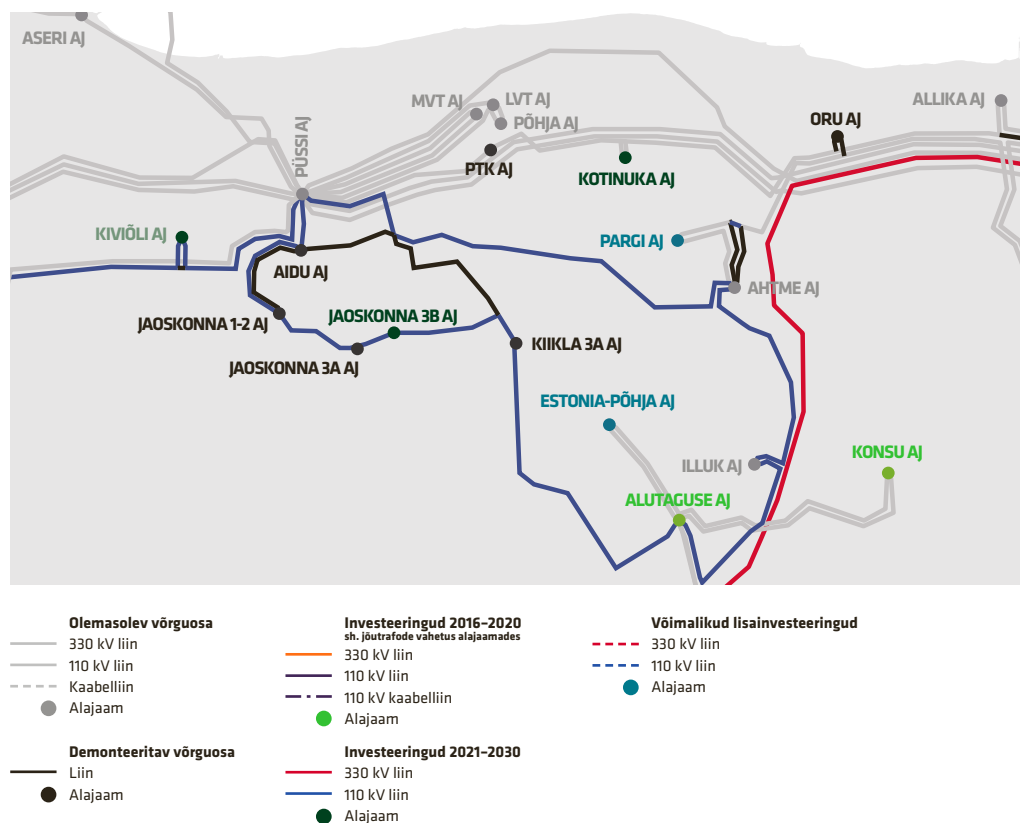 ASERI AJ
MVT AJ
LVT AJ
PÕHJA AJ
ALLIKA AJ
ORU AJ
PÜSSI AJ
PTK AJ
KOTINUKA AJ
KIVIÕLI AJ
PARGI AJ
AIDU AJ
AHTME AJ
JAOSKONNA 1-2 AJ
JAOSKONNA 3B AJ
JAOSKONNA 3A AJ
KIIKLA 3A AJ
ESTONIA-PÕHJA AJ
ILLUK AJ
KONSU AJ
ALUTAGUSE AJ
Olemasolev võrguosa
330 kV liin
110 kV liin
Kaabelliin
Alajaam
Demonteeritav võrguosa
Liin
Alajaam
Investeeringud 2016–2020
sh. jõutrafode vahetus alajaamades
330 kV liin
110 kV liin
110 kV kaabelliin
Alajaam
Investeeringud 2021–2030
330 kV liin
110 kV liin
Alajaam
Võimalikud lisainvesteeringud
330 kV liin
110 kV liin
Alajaam